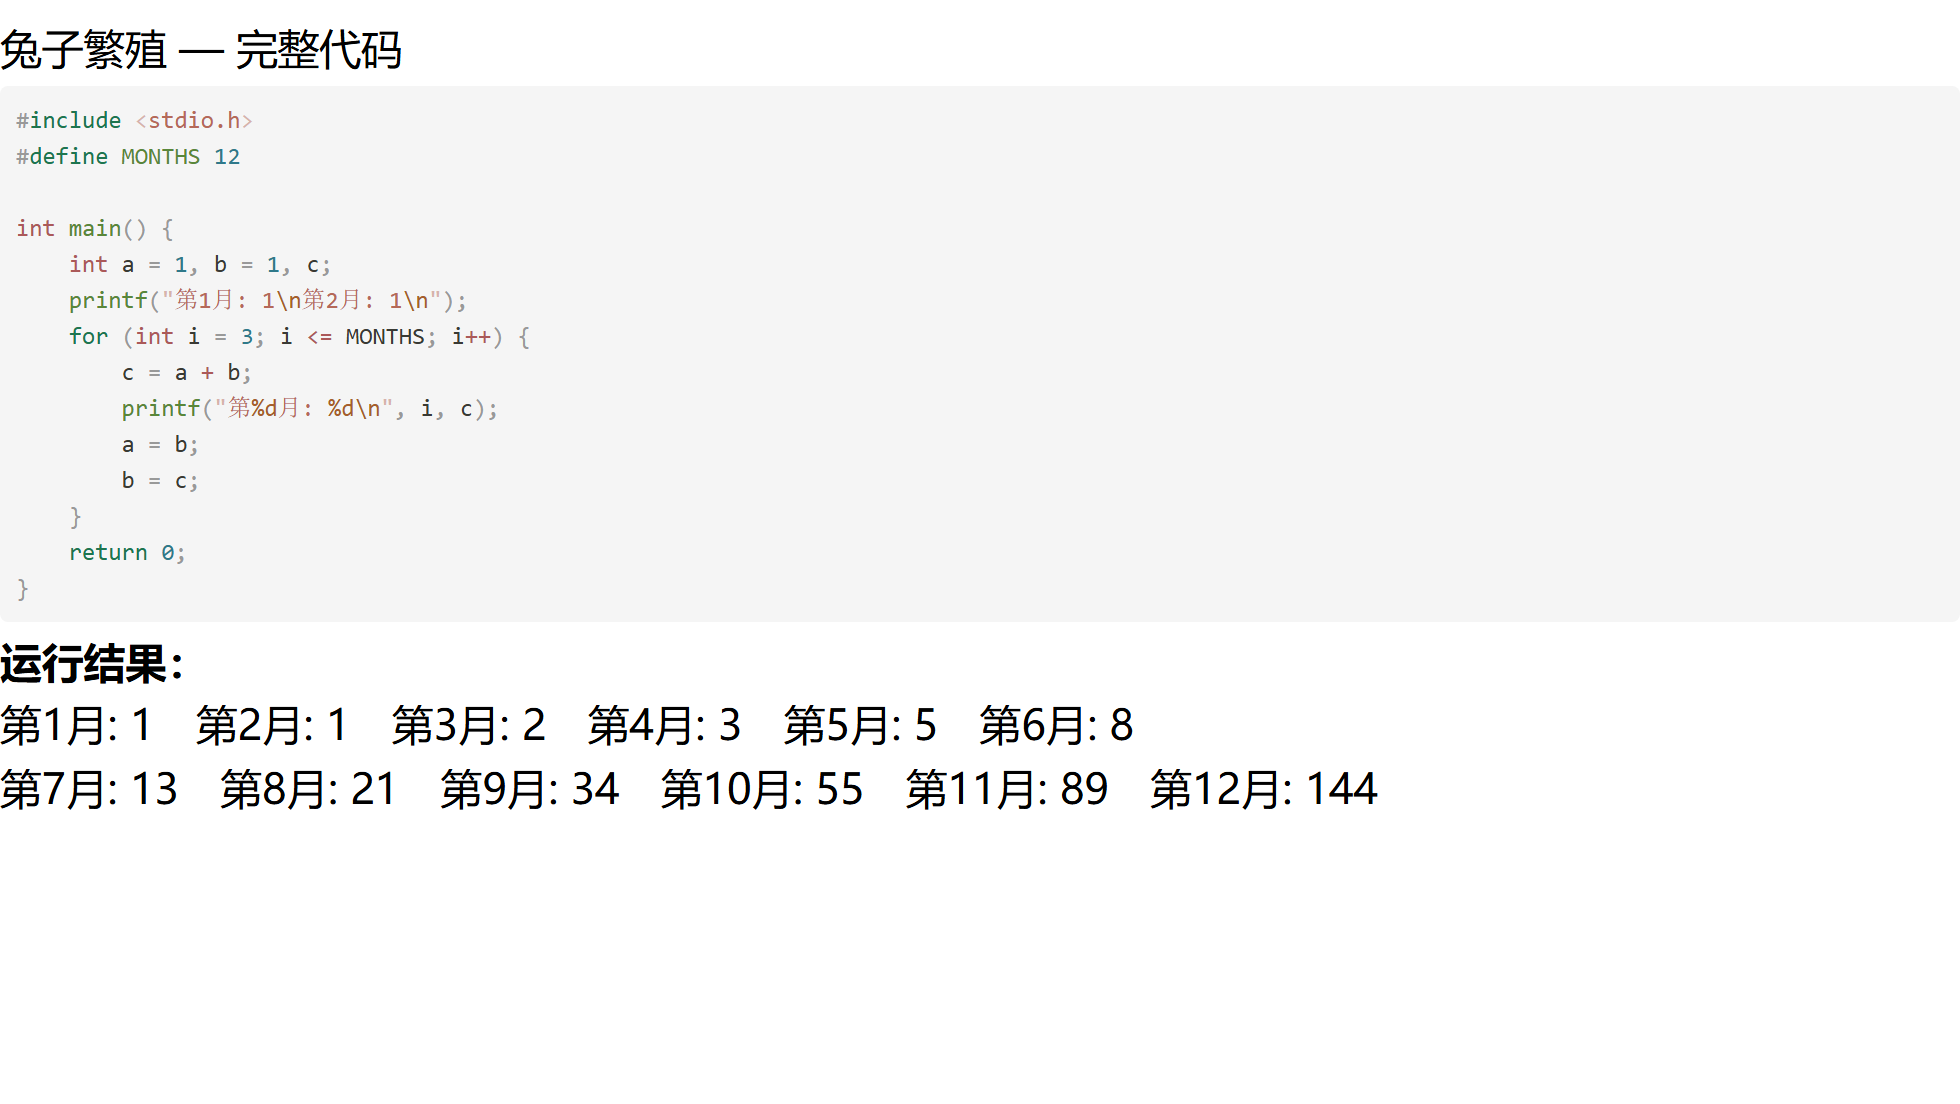 兔子繁殖 — 完整代码
#include <stdio.h>
#define MONTHS 12
int main() {
    int a = 1, b = 1, c;
    printf("第1月: 1\n第2月: 1\n");
    for (int i = 3; i <= MONTHS; i++) {
        c = a + b;
        printf("第%d月: %d\n", i, c);
        a = b;
        b = c;
    }
    return 0;
}
运行结果：
第1月: 1 第2月: 1 第3月: 2 第4月: 3 第5月: 5 第6月: 8
第7月: 13 第8月: 21 第9月: 34 第10月: 55 第11月: 89 第12月: 144